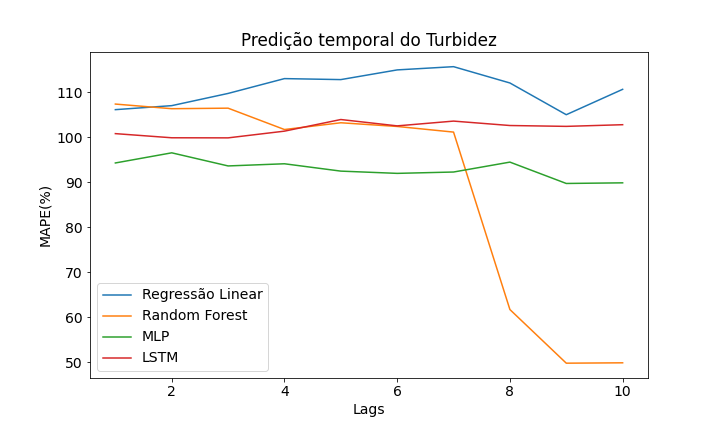 Predição temporal do Turbidez
MAPE(%)
110
100
90
80
70
60
50
Regressão Linear
Random Forest
MLP
LSTM
2 4 6 8 10
Lags